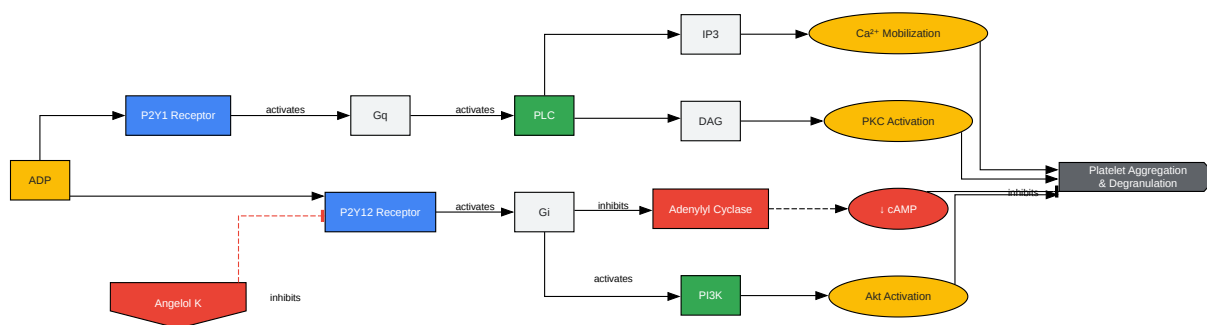 IP3
Ca²⁺ Mobilization
P2Y1 Receptor
activates
Gq
activates
PLC
DAG
PKC Activation
ADP
Platelet Aggregation
& Degranulation
inhibits
P2Y12 Receptor
activates
Gi
inhibits
Adenylyl Cyclase
↓ cAMP
activates
Angelol K
inhibits
PI3K
Akt Activation